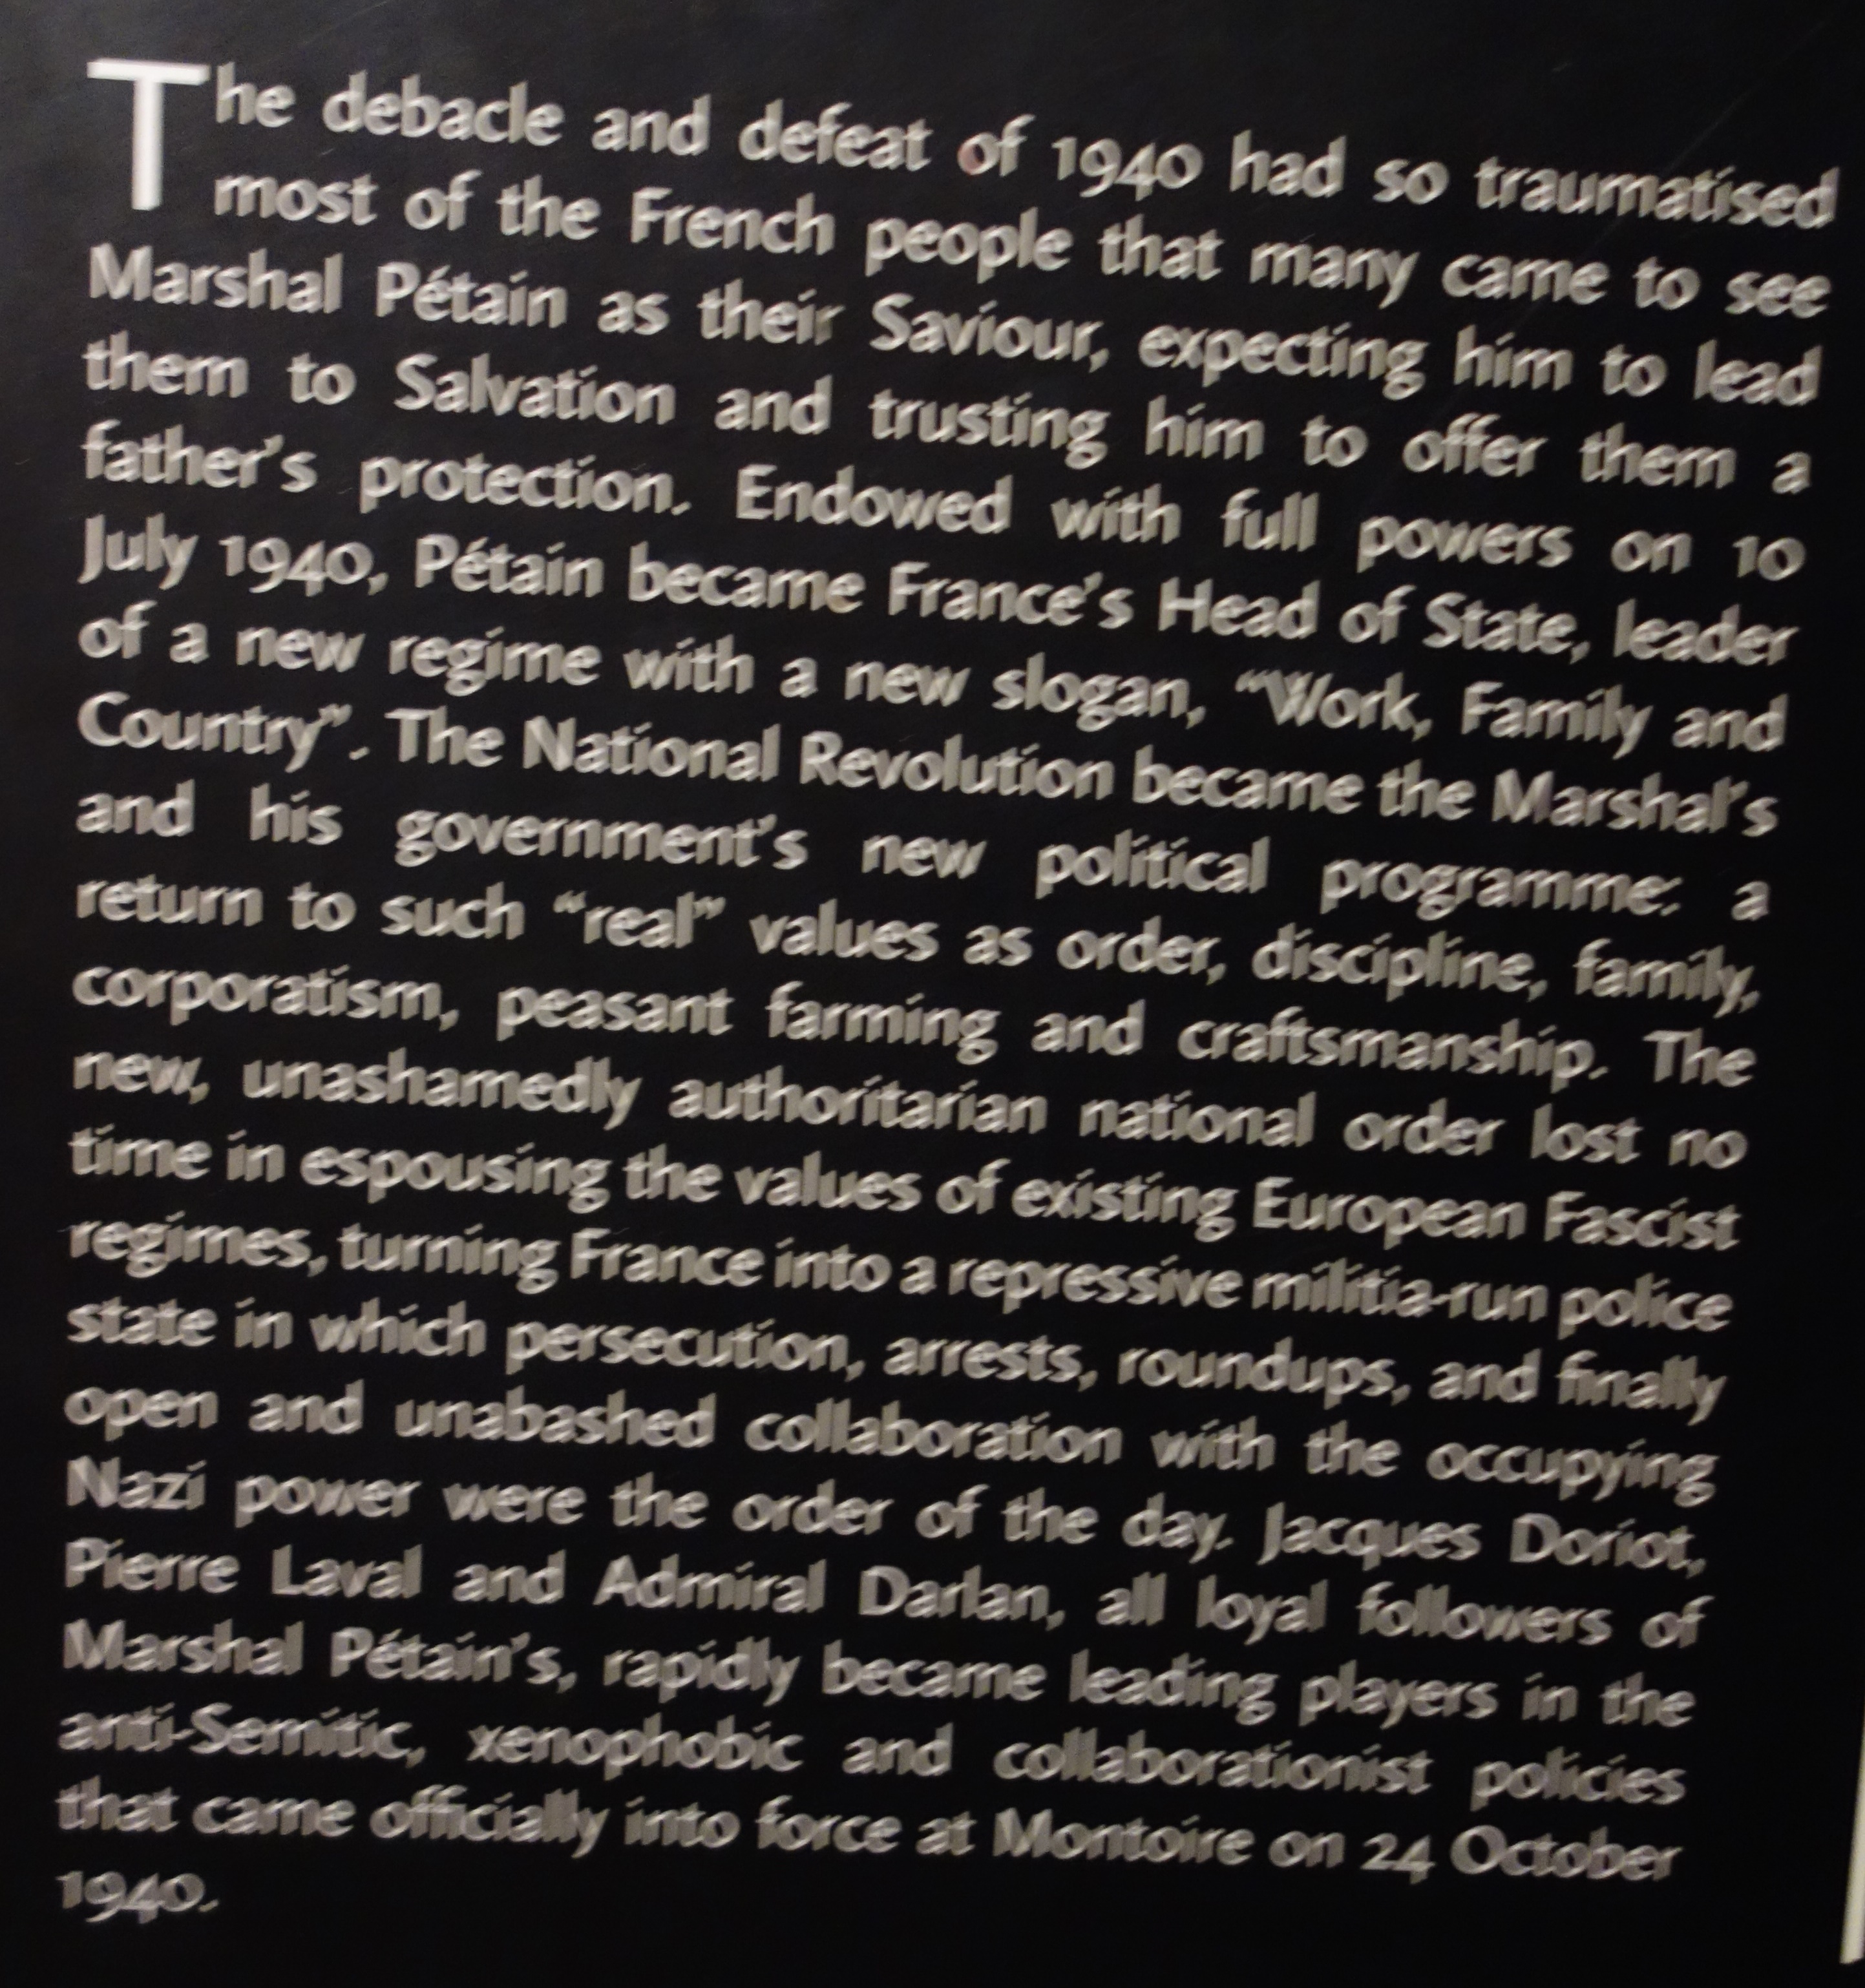 The debacle and defeat of 1940 had so traumatised
most of the French people that many came to see
Marshal Pétain as their Saviour, expecting him to lead
them to Salvation and trusting him to offer them a
father's protection. Endowed with full powers on 10
July 1940, Pétain became France's Head of State, leader
of a new regime with a new slogan, “Work, Family and
Country”. The National Revolution became the Marshal's
and his government's new political programme: a
return to such “real” values as order, discipline, family,
corporatism, peasant farming and craftsmanship. The
new, unashamedly authoritarian national order lost no
time in espousing the values of existing European Fascist
regimes, turning France into a repressive militia-run police
state in which persecution, arrests, roundups, and finally
open and unabashed collaboration with the occupying
Nazi power were the order of the day. Jacques Doriot,
Pierre Laval and Admiral Darlan, all loyal followers of
Marshal Pétain's, rapidly became leading players in the
anti-Semitic, xenophobic and collaborationist policies
that came officially into force at Montoire on 24 October
1940.